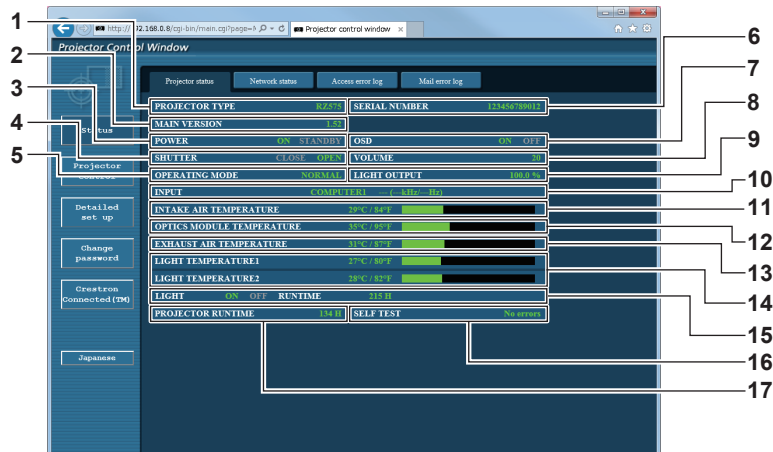 http://
2.168.0.8/cgi-bin/main.cgi?page=
Projector control window
Projector Control Window
Projector status
Network status
Access error log
Mail error log
PROJECTOR TYPE RZ575
SERIAL NUMBER 123456789012
MAIN VERSION 1.52
POWER ON STANDBY
OSD ON OFF
SHUTTER CLOSE OPEN
VOLUME 20
OPERATING MODE NORMAL
LIGHT OUTPUT 100.0 %
INPUT COMPUTER1 --- (---kHz/---Hz)
INTAKE AIR TEMPERATURE 29°C / 84°F
OPTICS MODULE TEMPERATURE 35°C / 95°F
EXHAUST AIR TEMPERATURE 31°C / 87°F
LIGHT TEMPERATURE1 27°C / 80°F
LIGHT TEMPERATURE2 28°C / 82°F
LIGHT ON OFF RUNTIME 215 H
PROJECTOR RUNTIME 134 H
SELF TEST No errors
Status
Projector
control
Detailed
set up
Change
password
Crestron
Connected(TM)
Japanese
1
2
3
4
5
6
7
8
9
10
11
12
13
14
15
16
17